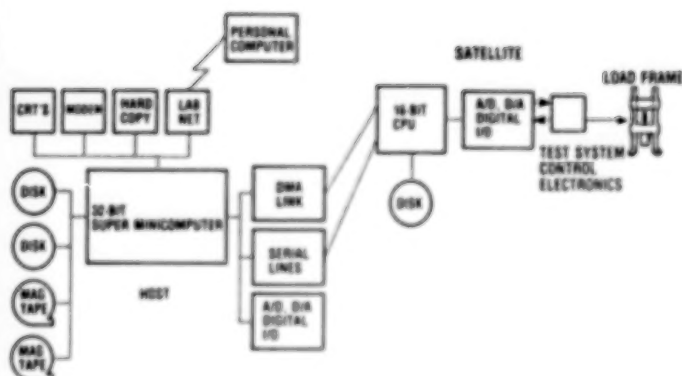 PERSONAL
COMPUTER
SATELLITE
LOAD FRAME
CRT'S
MODEM
HARD
COPY
LAB
NET
16-BIT
CPU
A/D, D/A
DIGITAL
I/O
TEST SYSTEM
CONTROL
ELECTRONICS
DISK
DISK
32-BIT
SUPER MINICOMPUTER
DMA
LINK
DISK
SERIAL
LINES
HOST
MAG
TAPE
A/D, D/A
DIGITAL
I/O
MAG
TAPE